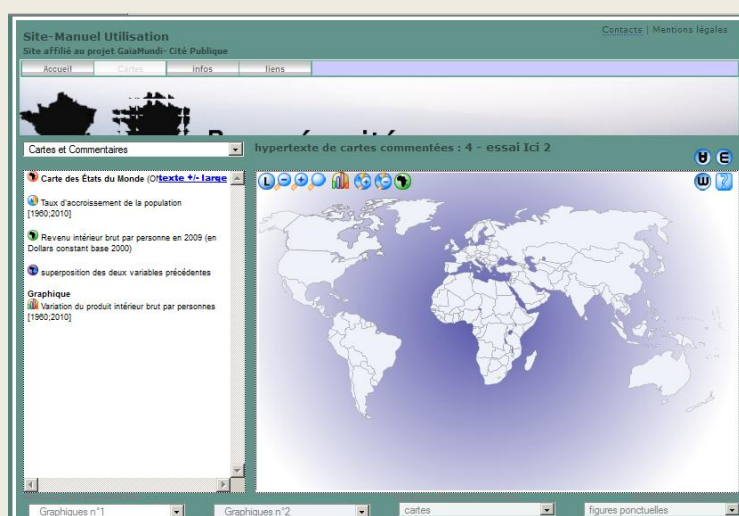 Site-Manuel Utilisation
Contacts | Mentions légales
Site affilié au projet GaiaMundi- Cité Publique
Accueil
Cartes
infos
liens
Cartes et Commentaires
hypertexte de cartes commentées : 4 - essai Ici 2
Carte des États du Monde (Of texte +/- large
L
Taux d'accroissement de la population
[1960;2010]
Revenu intérieur brut par personne en 2009 (en
Dollars constant base 2000)
superposition des deux variables précédentes
Graphique
Variation du produit intérieur brut par personnes
[1960;2010]
Graphiques n°1
Graphiques n°2
cartes
figures ponctuelles